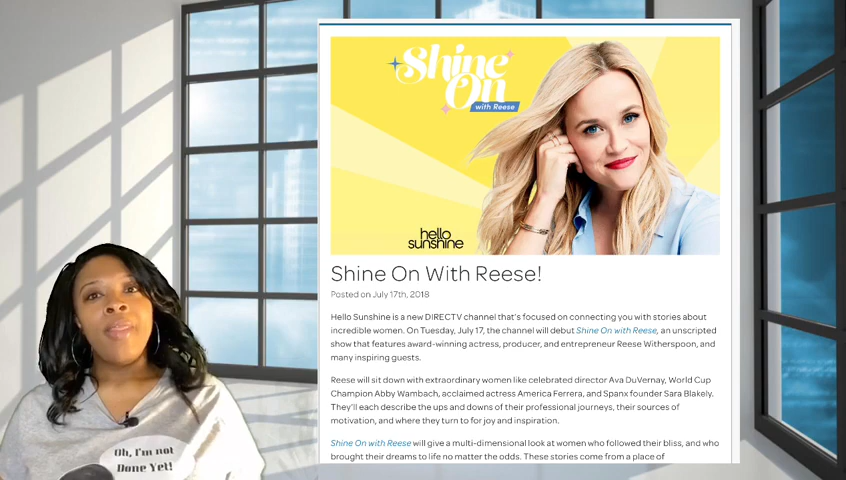 Shine
On
with Reese
hello
sunshine
Shine On With Reese!
Posted on July 17th, 2018
Hello Sunshine is a new DIRECTV channel that's focused on connecting you with stories about
incredible women. On Tuesday, July 17, the channel will debut Shine On with Reese, an unscripted
show that features award-winning actress, producer, and entrepreneur Reese Witherspoon, and
many inspiring guests.
Reese will sit down with extraordinary women like celebrated director Ava DuVernay, World Cup
Champion Abby Wambach, acclaimed actress America Ferrera, and Spanx founder Sara Blakely.
They'll each describe the ups and downs of their professional journeys, their sources of
motivation, and where they turn to for joy and inspiration.
Shine On with Reese will give a multi-dimensional look at women who followed their bliss, and who
brought their dreams to life no matter the odds. These stories come from a place of
Oh, I'm not
Done Yet!